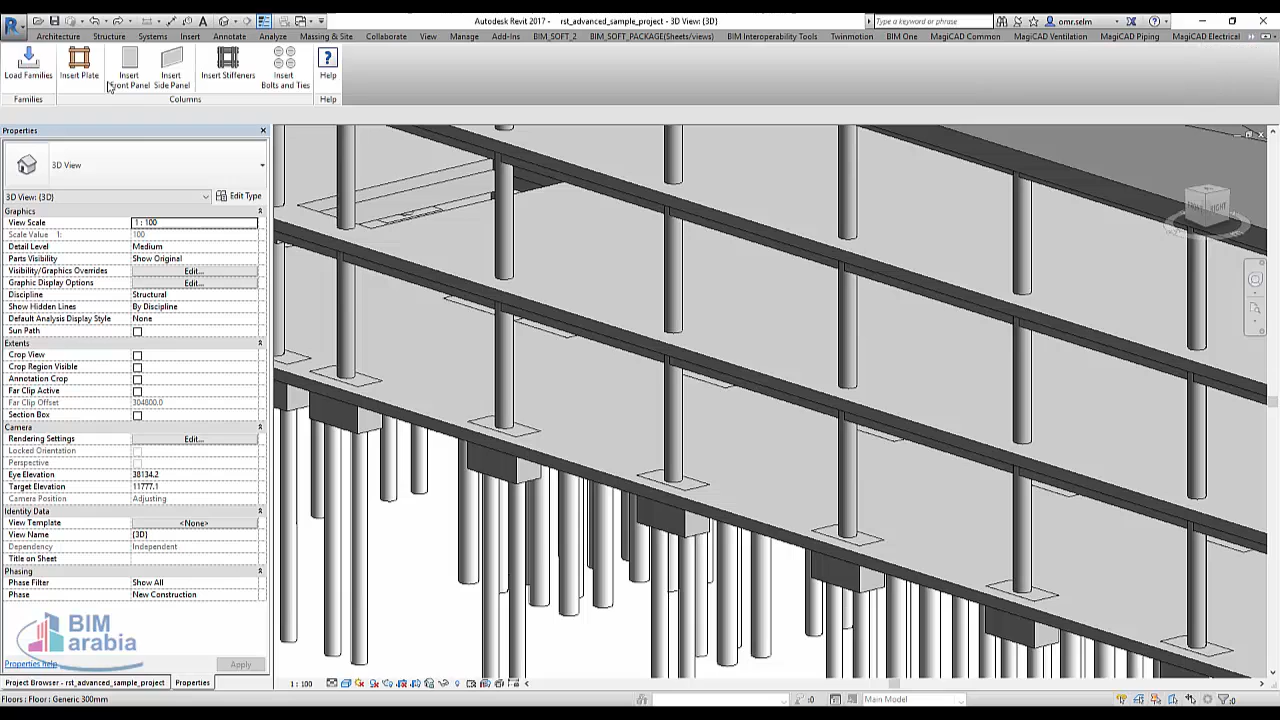 Autodesk Revit 2017 - rst_advanced_sample_project - 3D View: {3D}
Type a keyword or phrase
omr.selm
Architecture Structure Systems Insert Annotate Analyze Massing & Site Collaborate View Manage Add-Ins BIM_SOFT_2 BIM_SOFT_PACKAGE(Sheets/views) BIM Interoperability Tools Twinmotion BIM One MagiCAD Common MagiCAD Ventilation MagiCAD Piping MagiCAD Electrical
Load Families
Insert Plate
Insert
Front Panel
Insert
Side Panel
Insert Stiffeners
Insert
Bolts and Ties
Help
Families
Columns
Help
Properties
3D View
3D View: {3D}
Edit Type
Graphics
View Scale 1 : 100
Scale Value 1: 100
Detail Level Medium
Parts Visibility Show Original
Visibility/Graphics Overrides Edit...
Graphic Display Options Edit...
Discipline Structural
Show Hidden Lines By Discipline
Default Analysis Display Style None
Sun Path
Extents
Crop View
Crop Region Visible
Annotation Crop
Far Clip Active
Far Clip Offset 304800.0
Section Box
Camera
Rendering Settings Edit...
Locked Orientation
Perspective
Eye Elevation 38134.2
Target Elevation 11777.1
Camera Position Adjusting
Identity Data
View Template <None>
View Name {3D}
Dependency Independent
Title on Sheet
Phasing
Phase Filter Show All
Phase New Construction
BIM
arabia
Properties help
Apply
Project Browser - rst_advanced_sample_project
Properties
1 : 100
Floors : Floor : Generic 300mm
:0
Main Model
:0
FRONT
RIGHT